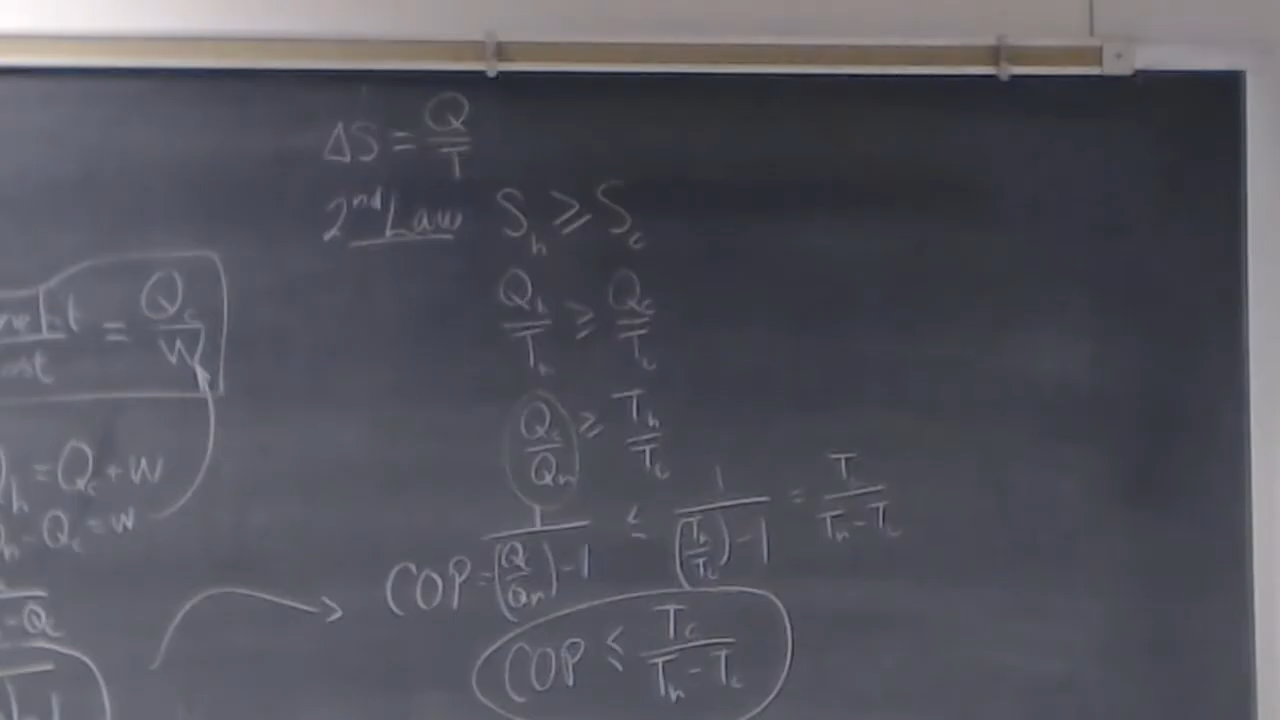 ΔS = Q/T
2nd Law S_h ≥ S_c
Q_h/T_h ≥ Q_c/T_c
= Q_c/W
Q_c/Q_h ≥ T_h/T_c
Q_h = Q_c + W
- Q_c = W
COP = 1/((Q/Q_h) - 1) ≤ 1/((T_h/T_c) - 1) = T_c/(T_h - T_c)
- Q_c
COP ≤ T_c/(T_h - T_c)